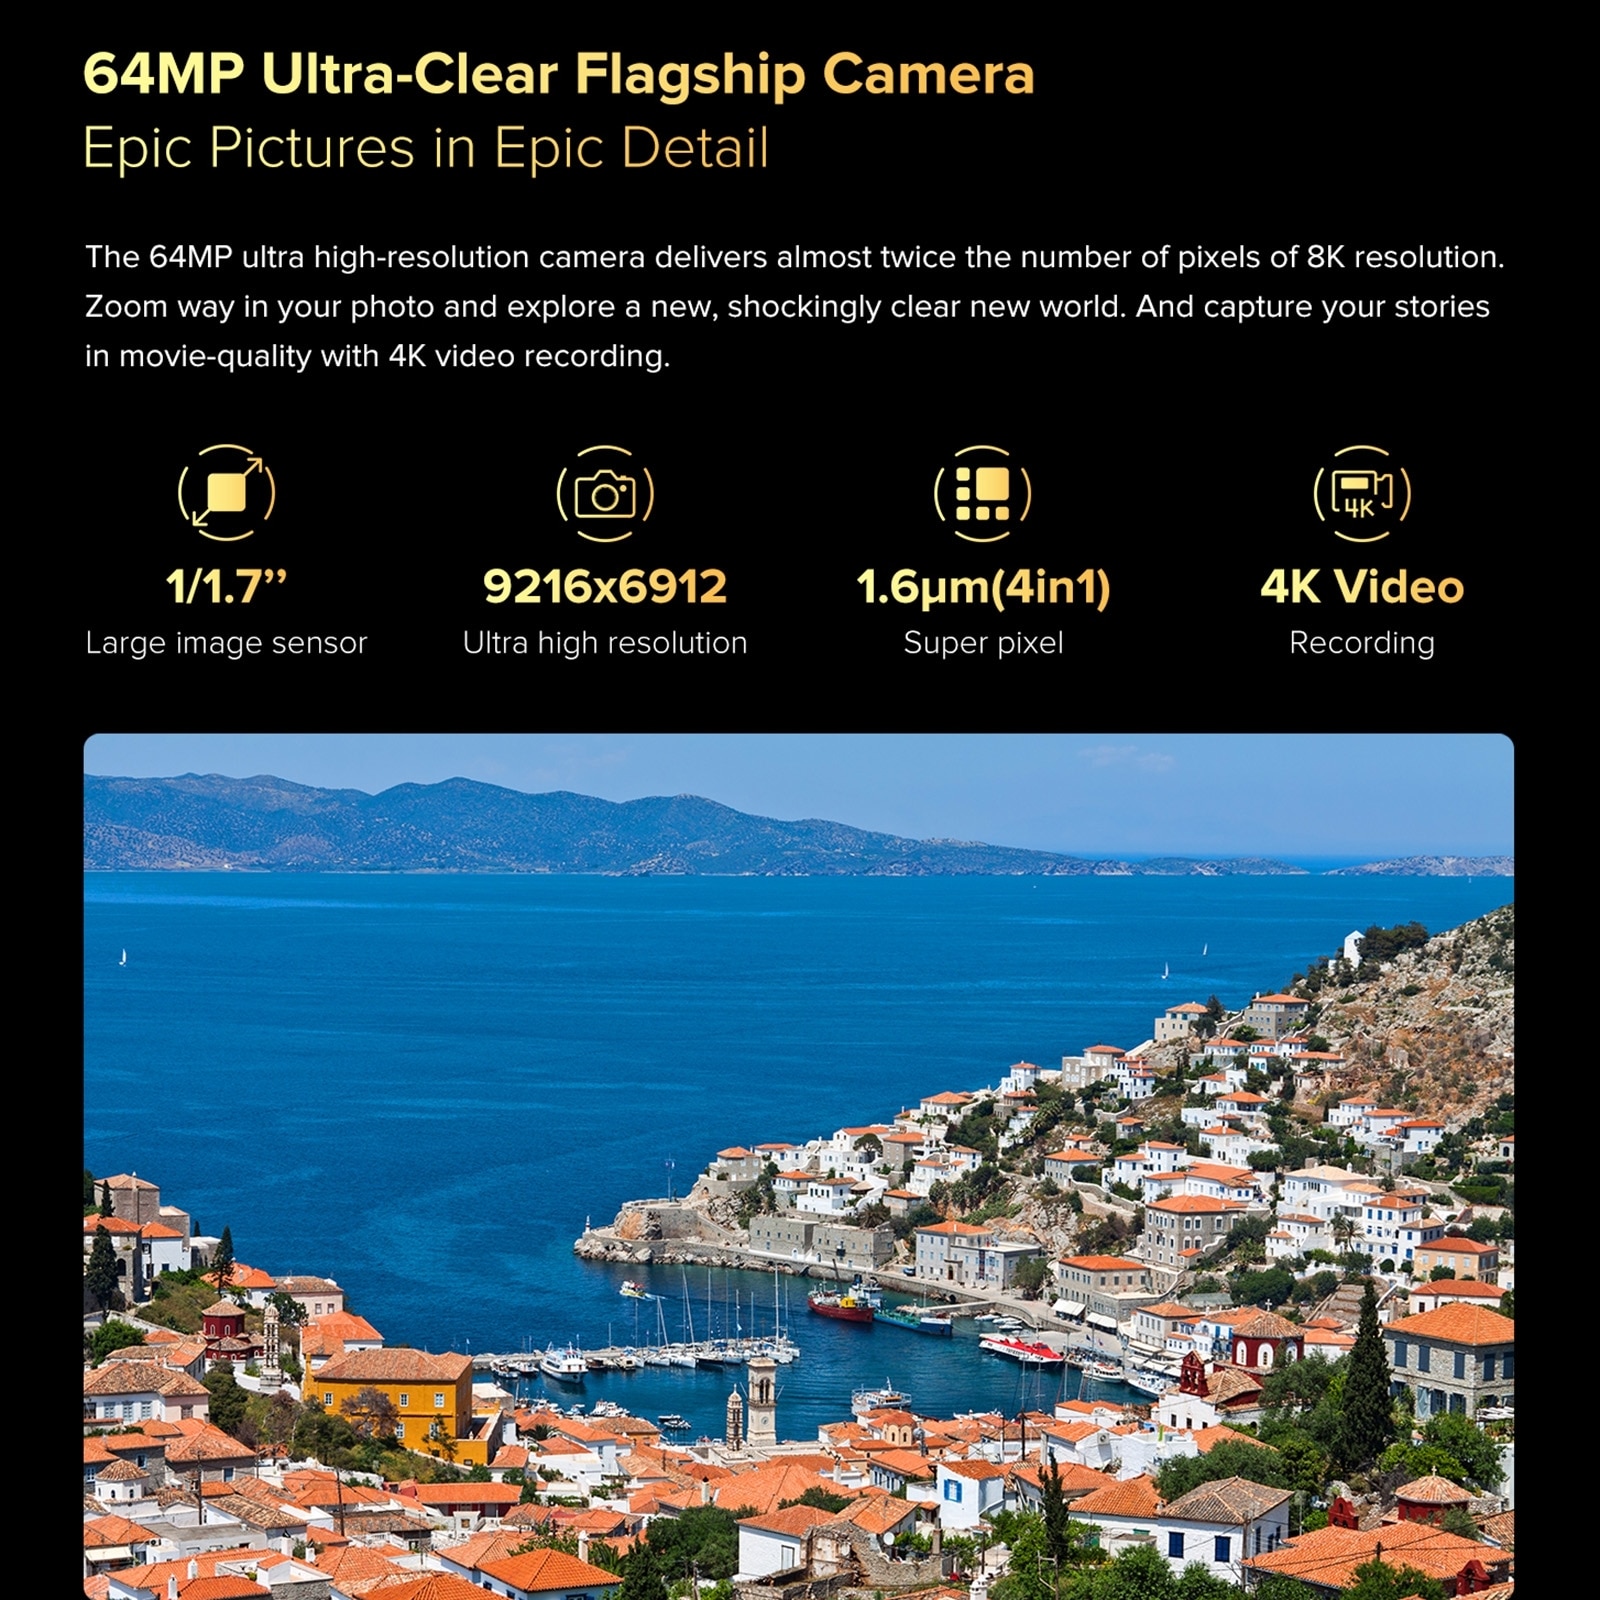 64MP Ultra-Clear Flagship Camera
Epic Pictures in Epic Detail
The 64MP ultra high-resolution camera delivers almost twice the number of pixels of 8K resolution.
Zoom way in your photo and explore a new, shockingly clear new world. And capture your stories
in movie-quality with 4K video recording.
4K
1/1.7’’
9216x6912
1.6μm(4in1)
4K Video
Large image sensor
Ultra high resolution
Super pixel
Recording